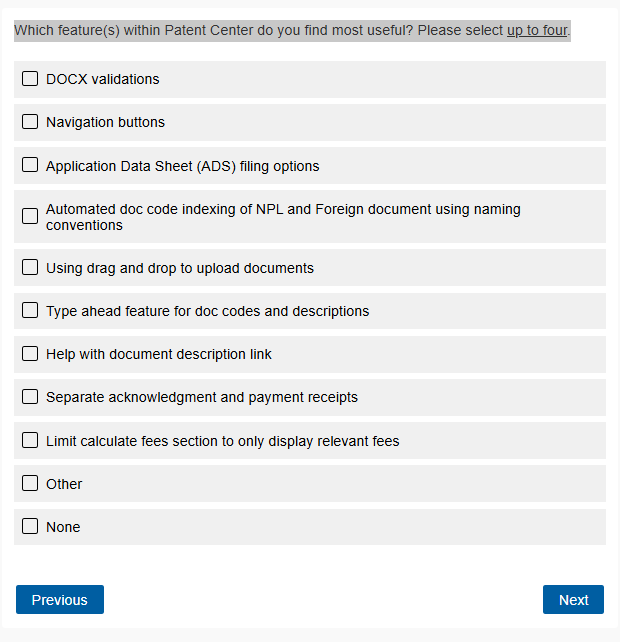 Which feature(s) within Patent Center do you find most useful? Please select up to four.
DOCX validations
Navigation buttons
Application Data Sheet (ADS) filing options
Automated doc code indexing of NPL and Foreign document using naming
conventions
Using drag and drop to upload documents
Type ahead feature for doc codes and descriptions
Help with document description link
Separate acknowledgment and payment receipts
Limit calculate fees section to only display relevant fees
Other
None
Previous
Next